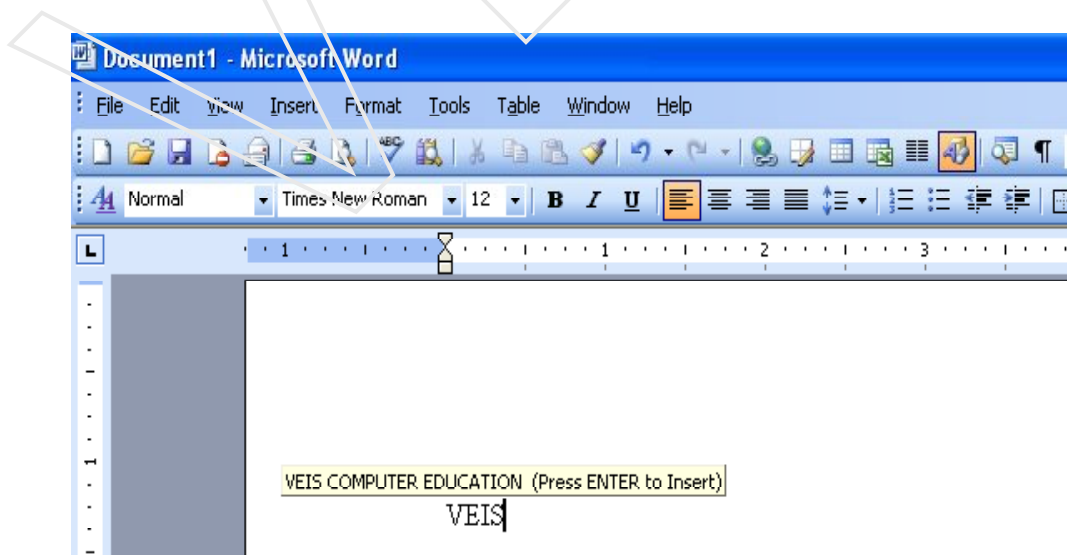 Document1 - Microsoft Word
File Edit View Insert Format Tools Table Window Help
ABC
Normal Times New Roman 12 B I U
L 1 1 2 3
1
VEIS COMPUTER EDUCATION (Press ENTER to Insert)
VEIS